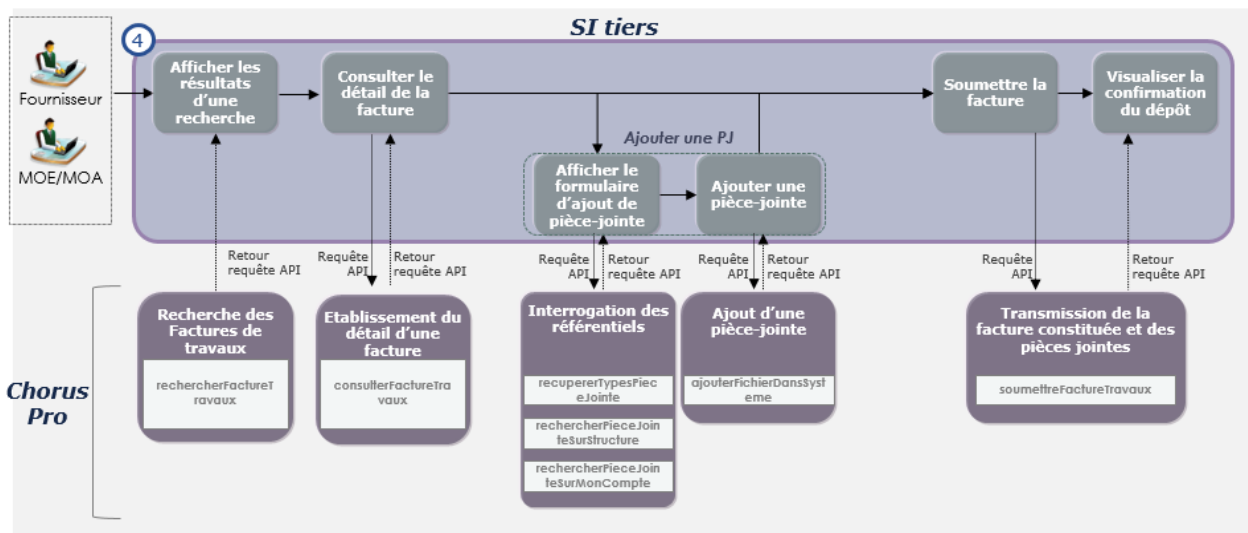 SI tiers
4
Fournisseur
MOE/MOA
Afficher les
résultats
d'une
recherche
Consulter le
détail de la
facture
Soumettre la
facture
Visualiser la
confirmation
du dépôt
Ajouter une PJ
Afficher le
formulaire
d'ajout de
pièce-jointe
Ajouter une
pièce-jointe
Retour
requête API
Requête
API
Retour
requête API
Requête
API
Retour
requête API
Requête
API
Retour
requête API
Requête
API
Retour
requête API
Chorus
Pro
Recherche des
Factures de
travaux
rechercherFactureT
ravaux
Etablissement du
détail d'une
facture
consulterFactureTra
vaux
Interrogation des
référentiels
recupererTypesPiec
eJointe
rechercherPieceJoin
teSurStructure
rechercherPieceJoin
teSurMonCompte
Ajout d'une
pièce-jointe
ajouterFichierDansSyst
eme
Transmission de la
facture constituée et des
pièces jointes
soumettreFactureTravaux